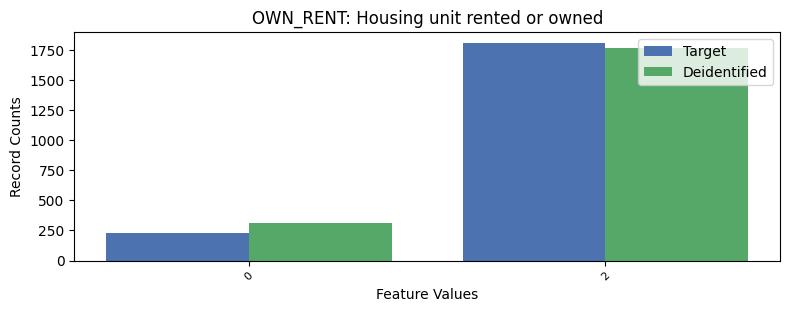 OWN_RENT: Housing unit rented or owned
Record Counts
1750
1500
1250
1000
750
500
250
0
Target
Deidentified
0
2
Feature Values